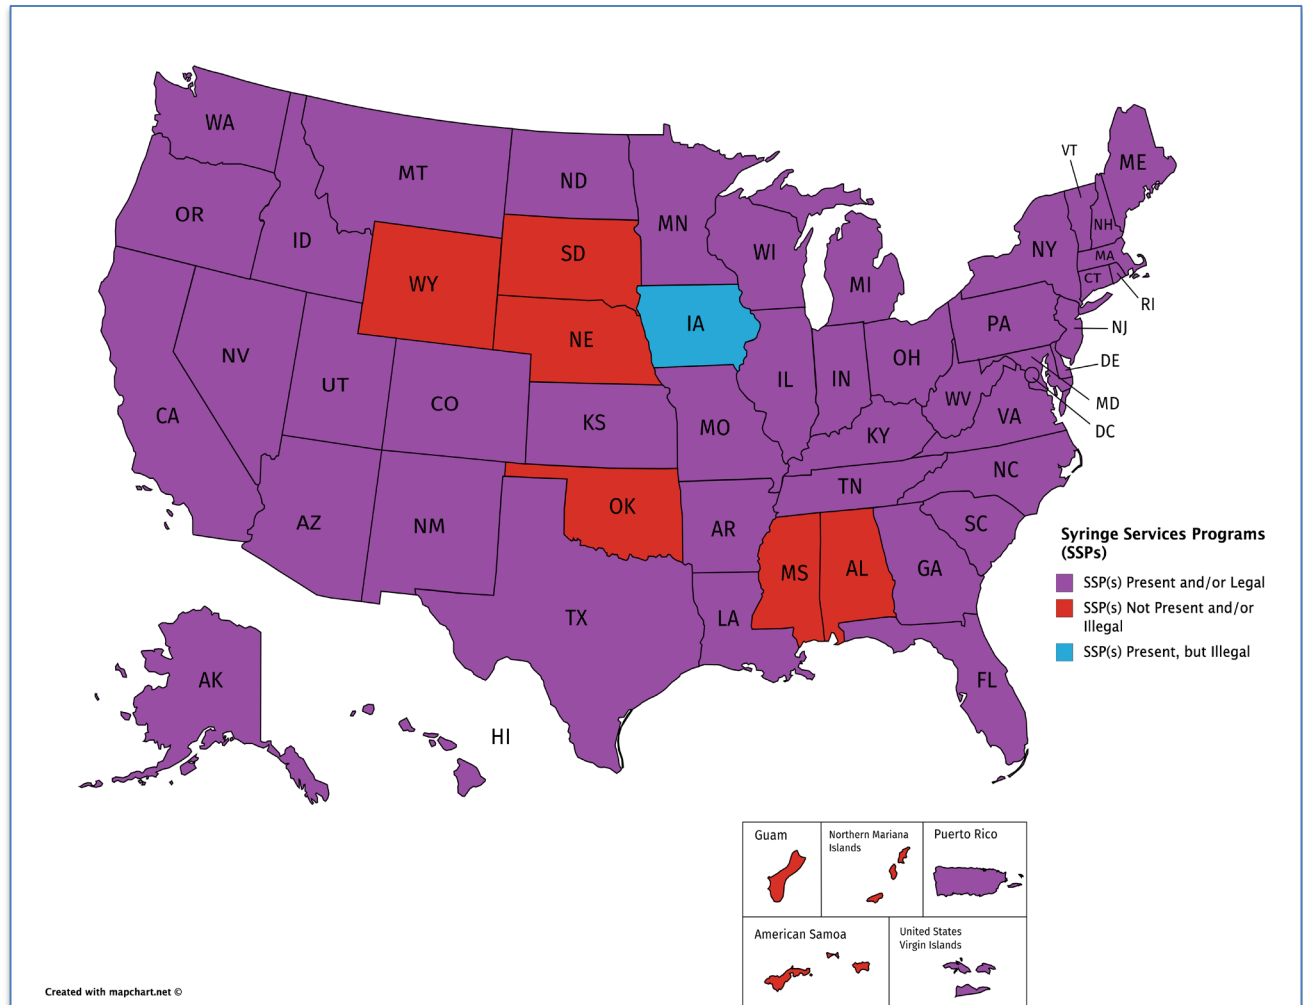 WA
MT
ND
OR
ID
MN
SD
WY
WI
MI
NY
VT
NH
ME
MA
CT
RI
NE
IA
PA
NJ
NV
UT
CO
IL
IN
OH
DE
CA
KS
MO
WV
VA
MD
DC
KY
NC
TN
AZ
NM
OK
AR
SC
MS
AL
GA
TX
LA
FL
AK
HI
Syringe Services Programs
(SSPs)
SSP(s) Present and/or Legal
SSP(s) Not Present and/or
Illegal
SSP(s) Present, but Illegal
Guam
Northern Mariana
Islands
Puerto Rico
American Samoa
United States
Virgin Islands
Created with mapchart.net ©